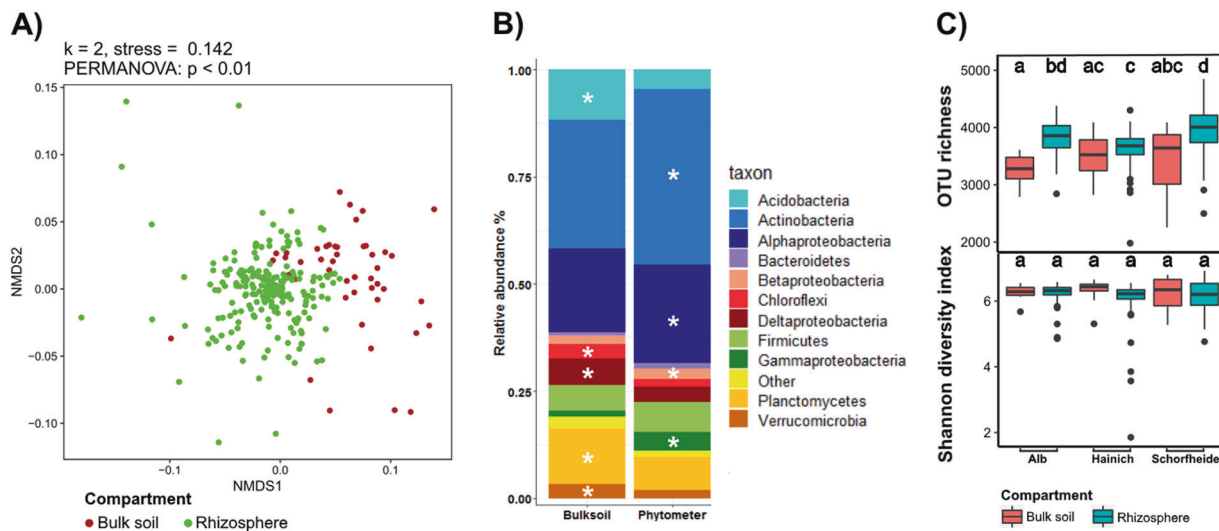 A)
k = 2, stress = 0.142
PERMANOVA: p < 0.01
0.15
0.10
0.05
0.00
-0.05
-0.10
NMDS2
-0.1
0.0
0.1
NMDS1
Compartment
Bulk soil
Rhizosphere
B)
1.00
0.75
0.50
0.25
0.00
Relative abundance %
*
*
*
*
*
*
*
*
*
Bulksoil
Phytometer
taxon
Acidobacteria
Actinobacteria
Alphaproteobacteria
Bacteroidetes
Betaproteobacteria
Chloroflexi
Deltaproteobacteria
Firmicutes
Gammaproteobacteria
Other
Planctomycetes
Verrucomicrobia
C)
a bd ac c abc d
5000
4000
3000
2000
OTU richness
a a a a a a
6
4
2
Shannon diversity index
Alb
Hainich
Schorfheide
Compartment
Bulk soil
Rhizosphere